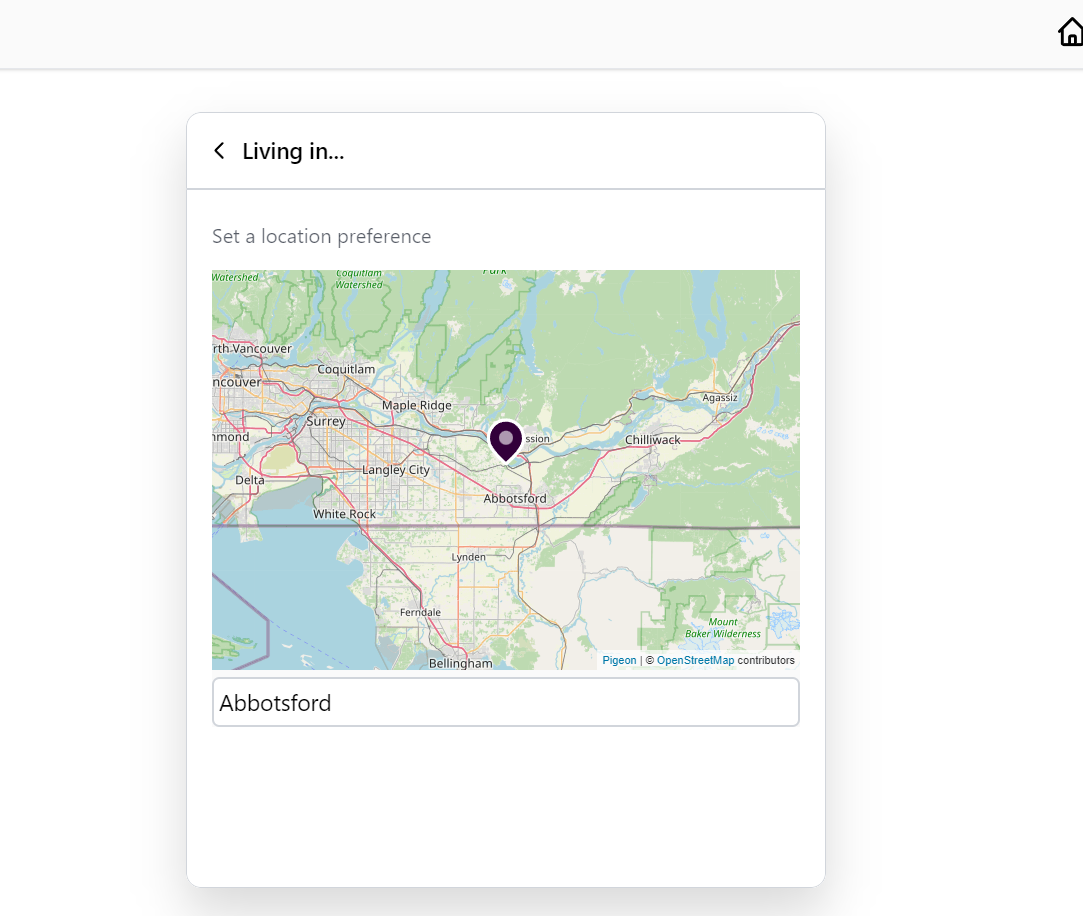 Living in...
Set a location preference
Watershed
Coquitlam
Watershed
Park
rth Vancouver
ncouver
Coquitlam
Maple Ridge
Agassiz
Surrey
mond
ssion
Chilliwack
Langley City
Delta
Abbotsford
White Rock
Lynden
Ferndale
Mount
Baker Wilderness
Bellingham
Pigeon | © OpenStreetMap contributors
Abbotsford